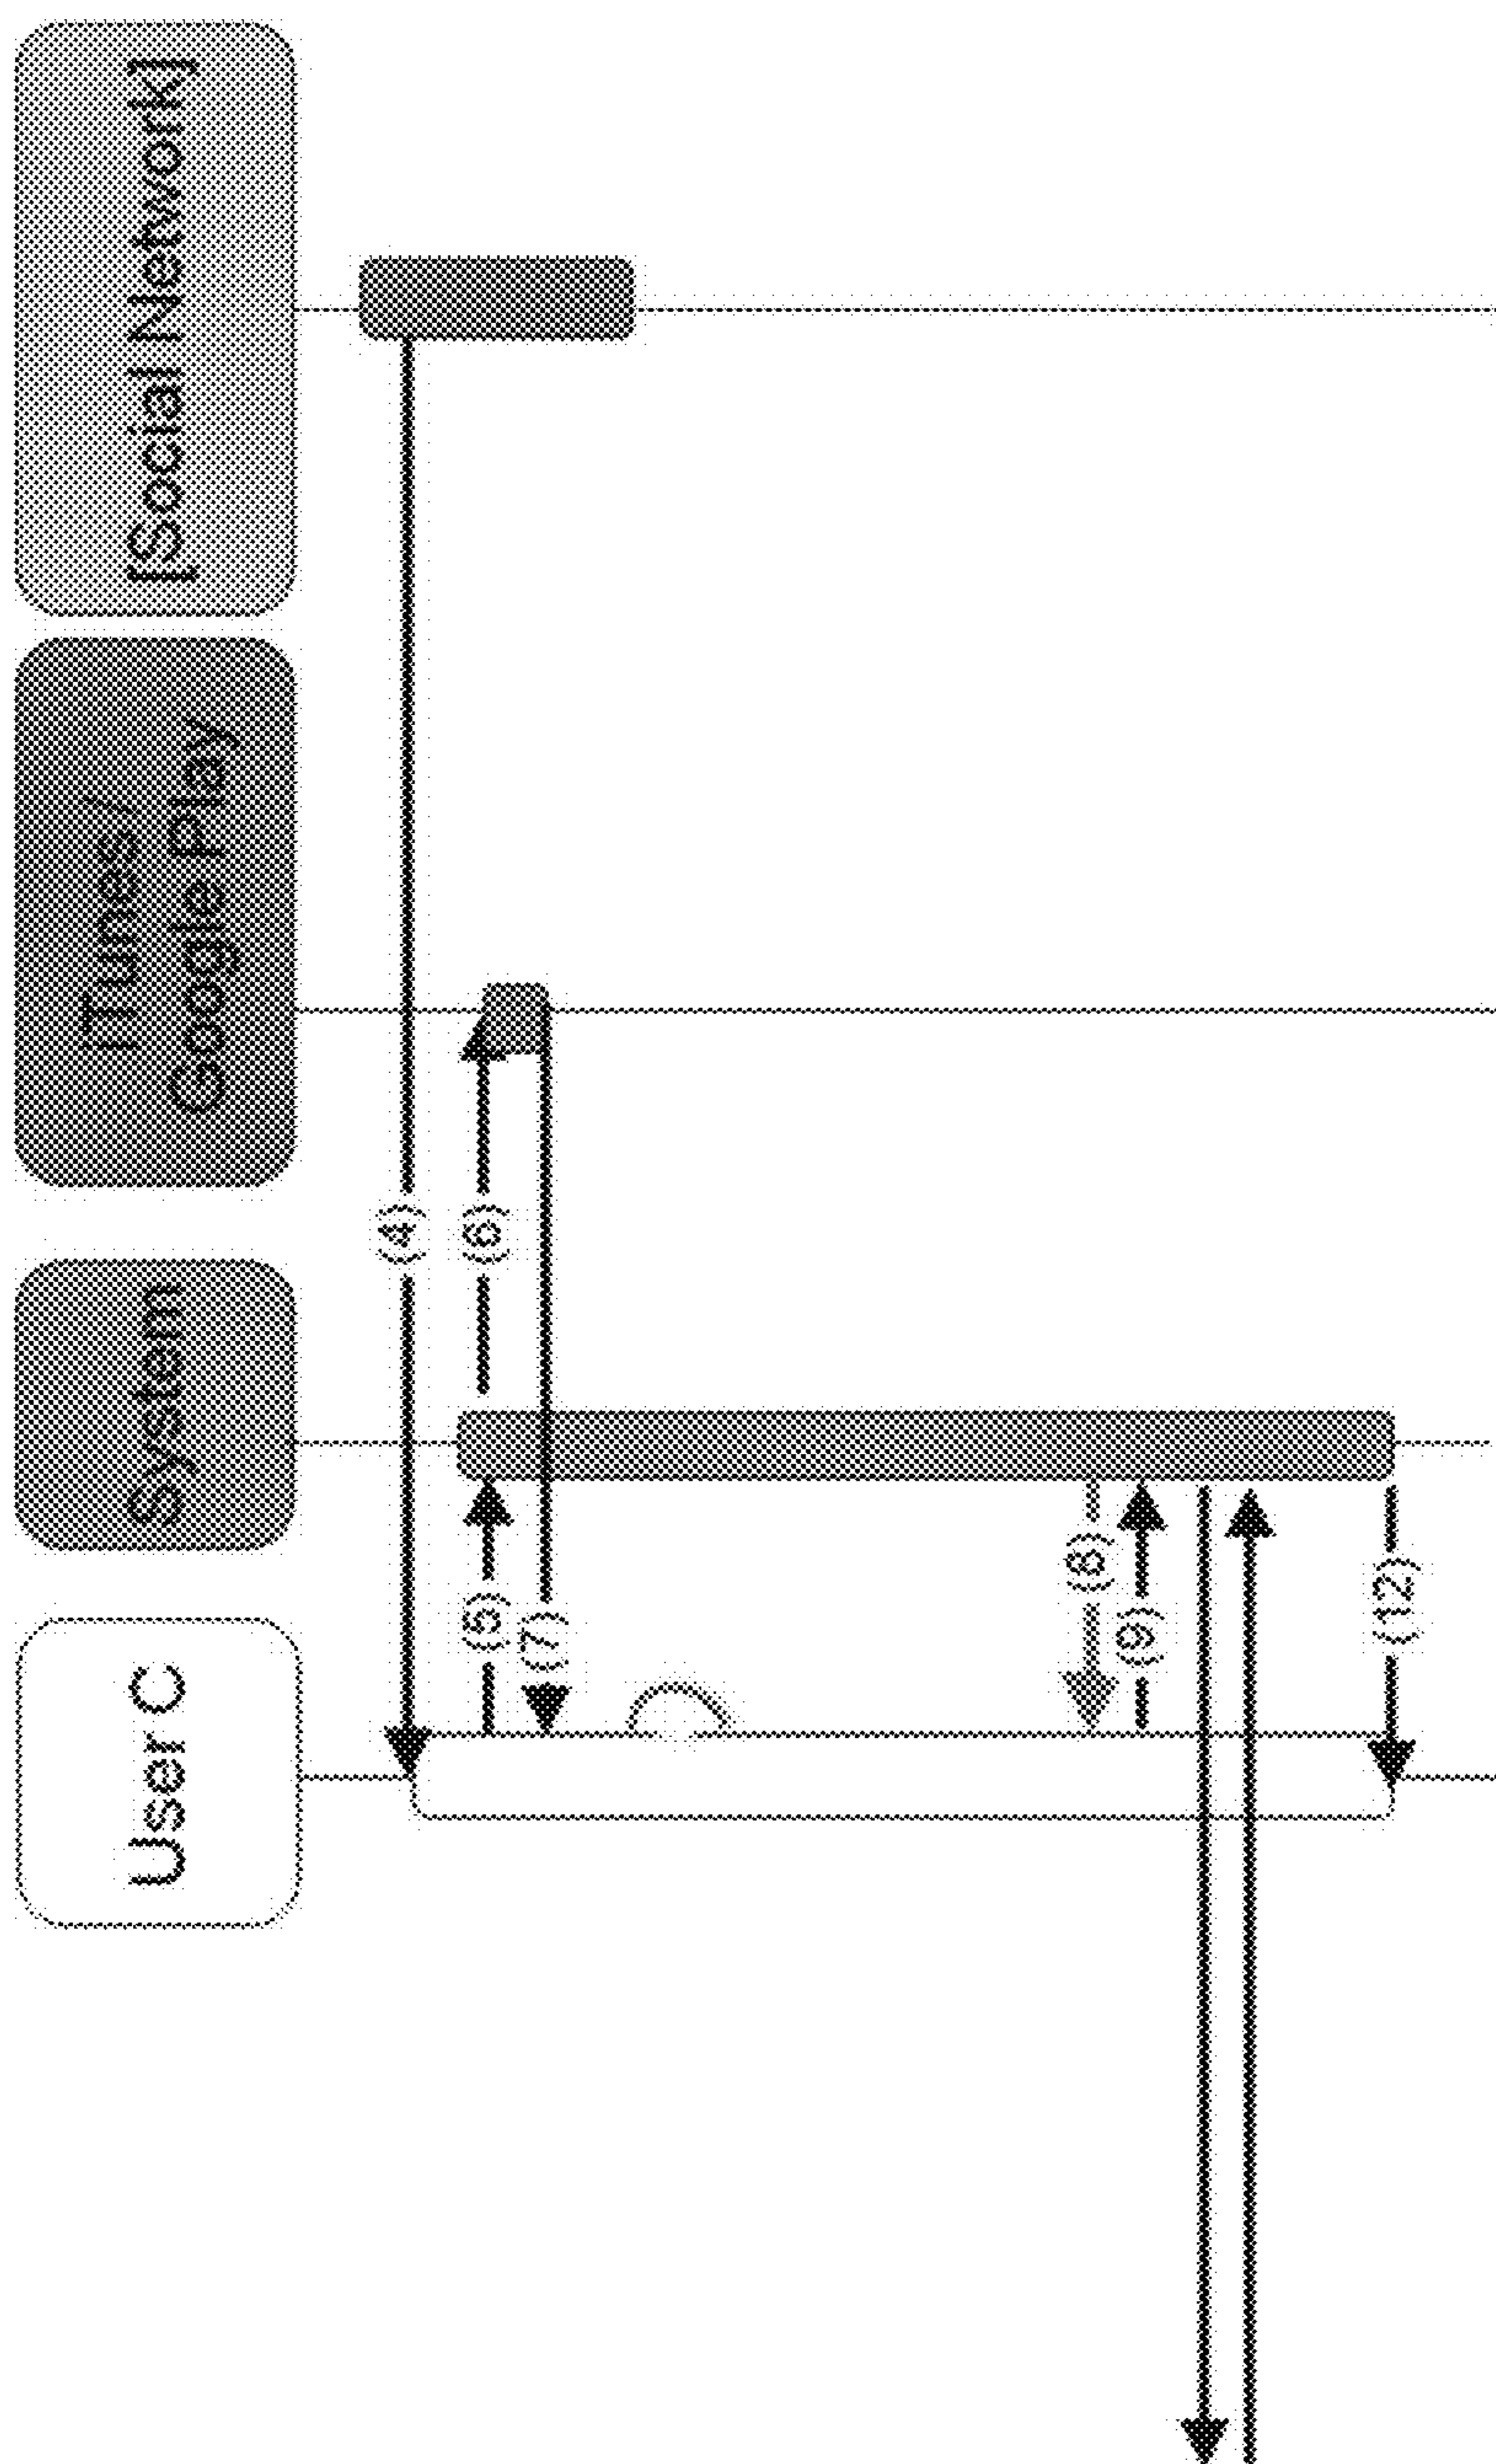 User C
System
iTunes/
Google Play
[Social Network]
(4)
(5)
(6)
(7)
(8)
(9)
(12)